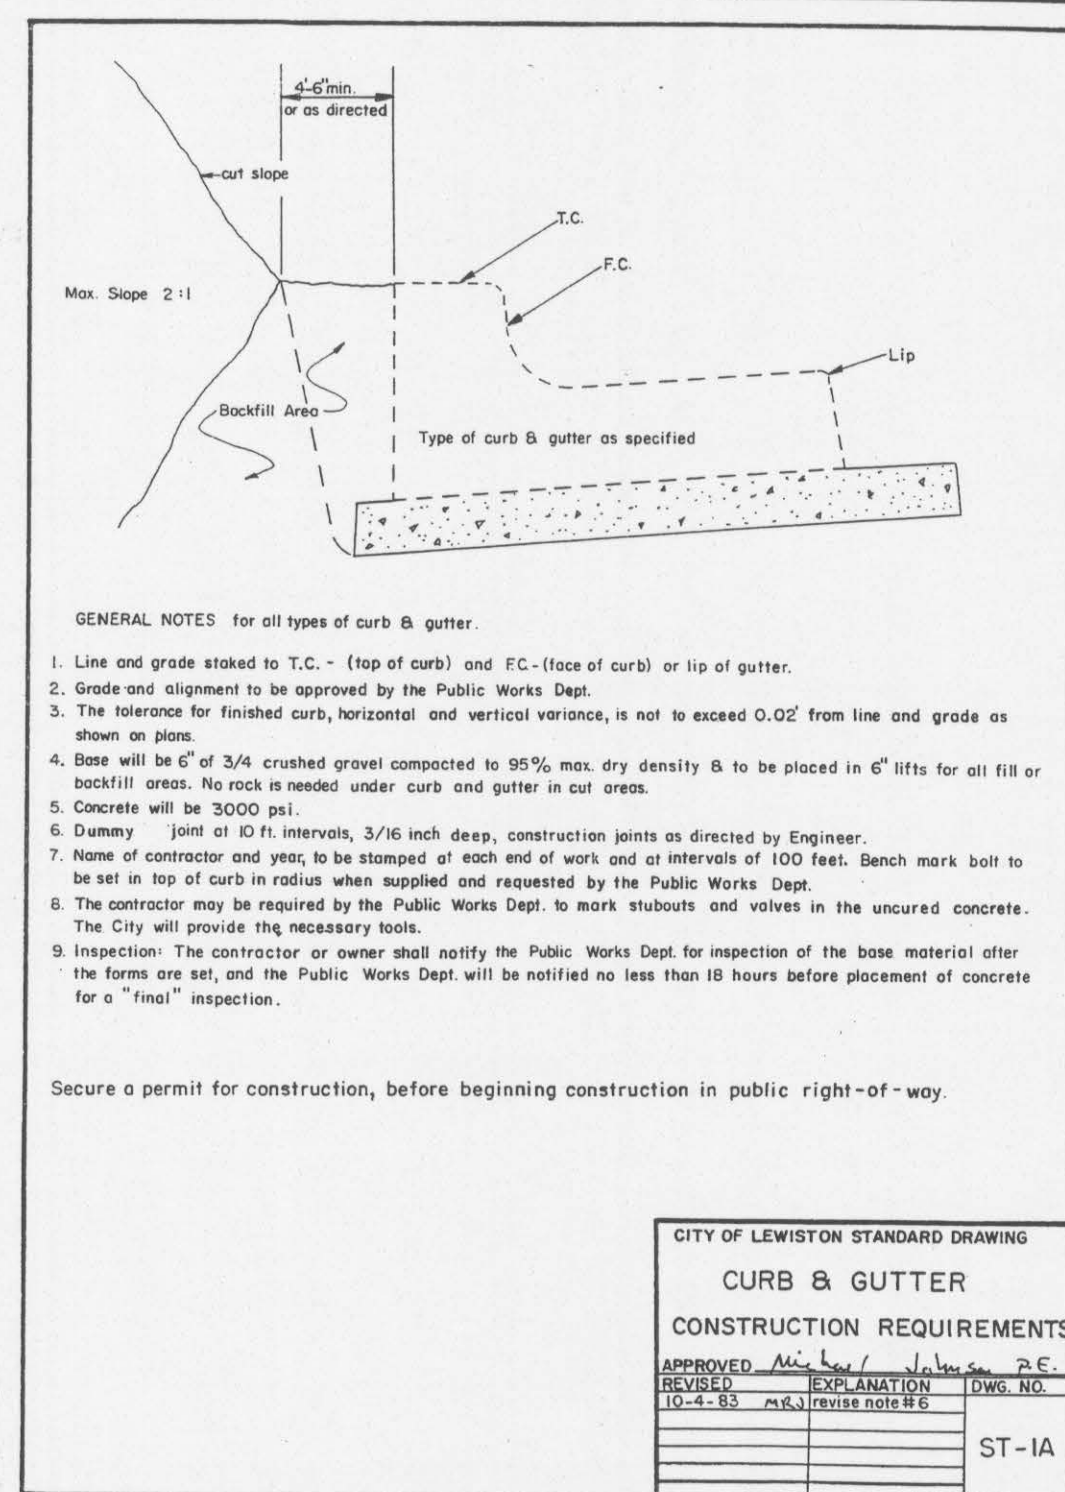 4'-6"min.
or as directed
cut slope
T.C.
F.C.
Max. Slope 2:1
Lip
Backfill Area
Type of curb & gutter as specified
GENERAL NOTES for all types of curb & gutter.
1. Line and grade staked to T.C. - (top of curb) and F.C.-(face of curb) or lip of gutter.
2. Grade and alignment to be approved by the Public Works Dept.
3. The tolerance for finished curb, horizontal and vertical variance, is not to exceed 0.02' from line and grade as
shown on plans.
4. Base will be 6" of 3/4 crushed gravel compacted to 95% max. dry density & to be placed in 6" lifts for all fill or
backfill areas. No rock is needed under curb and gutter in cut areas.
5. Concrete will be 3000 psi.
6. Dummy joint at 10 ft. intervals, 3/16 inch deep, construction joints as directed by Engineer.
7. Name of contractor and year, to be stamped at each end of work and at intervals of 100 feet. Bench mark bolt to
be set in top of curb in radius when supplied and requested by the Public Works Dept.
8. The contractor may be required by the Public Works Dept. to mark stubouts and valves in the uncured concrete.
The City will provide the necessary tools.
9. Inspection: The contractor or owner shall notify the Public Works Dept. for inspection of the base material after
the forms are set, and the Public Works Dept. will be notified no less than 18 hours before placement of concrete
for a "final" inspection.
Secure a permit for construction, before beginning construction in public right-of-way.
CITY OF LEWISTON STANDARD DRAWING
CURB & GUTTER
CONSTRUCTION REQUIREMENTS
APPROVED Michael Johnson P.E.
REVISED EXPLANATION DWG. NO.
10-4-83 MRJ revise note #6
ST-1A